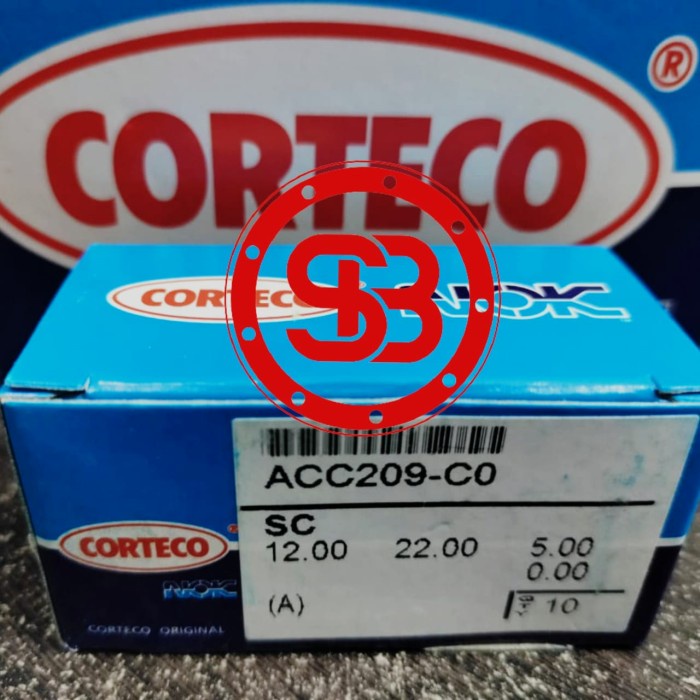 CORTECO ®
CORTECO NOK
SB
ACC209-C0
SC
12.00 22.00 5.00
0.00
(A) 10
CORTECO
NOK
CORTECO ORIGINAL